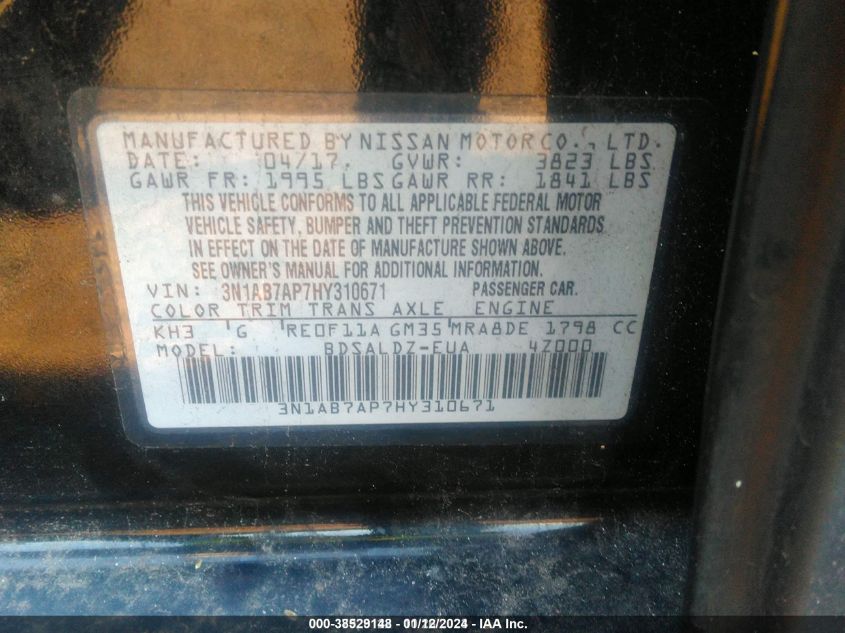 MANUFACTURED BY NISSAN MOTOR CO., LTD.
DATE: 04/17. GVWR: 3823 LBS
GAWR FR: 1995 LBS GAWR RR: 1841 LBS
THIS VEHICLE CONFORMS TO ALL APPLICABLE FEDERAL MOTOR
VEHICLE SAFETY, BUMPER AND THEFT PREVENTION STANDARDS
IN EFFECT ON THE DATE OF MANUFACTURE SHOWN ABOVE.
SEE OWNER'S MANUAL FOR ADDITIONAL INFORMATION.
VIN: 3N1AB7AP7HY310671 PASSENGER CAR.
COLOR TRIM TRANS AXLE ENGINE
KH3 'G 'RE0F11A GM35'MRA8DE 1798 CC
MODEL: BDSALDZ-EUA 4Z000
3N1AB7AP7HY310671
000-38529148 - 01/12/2024 - IAA Inc.